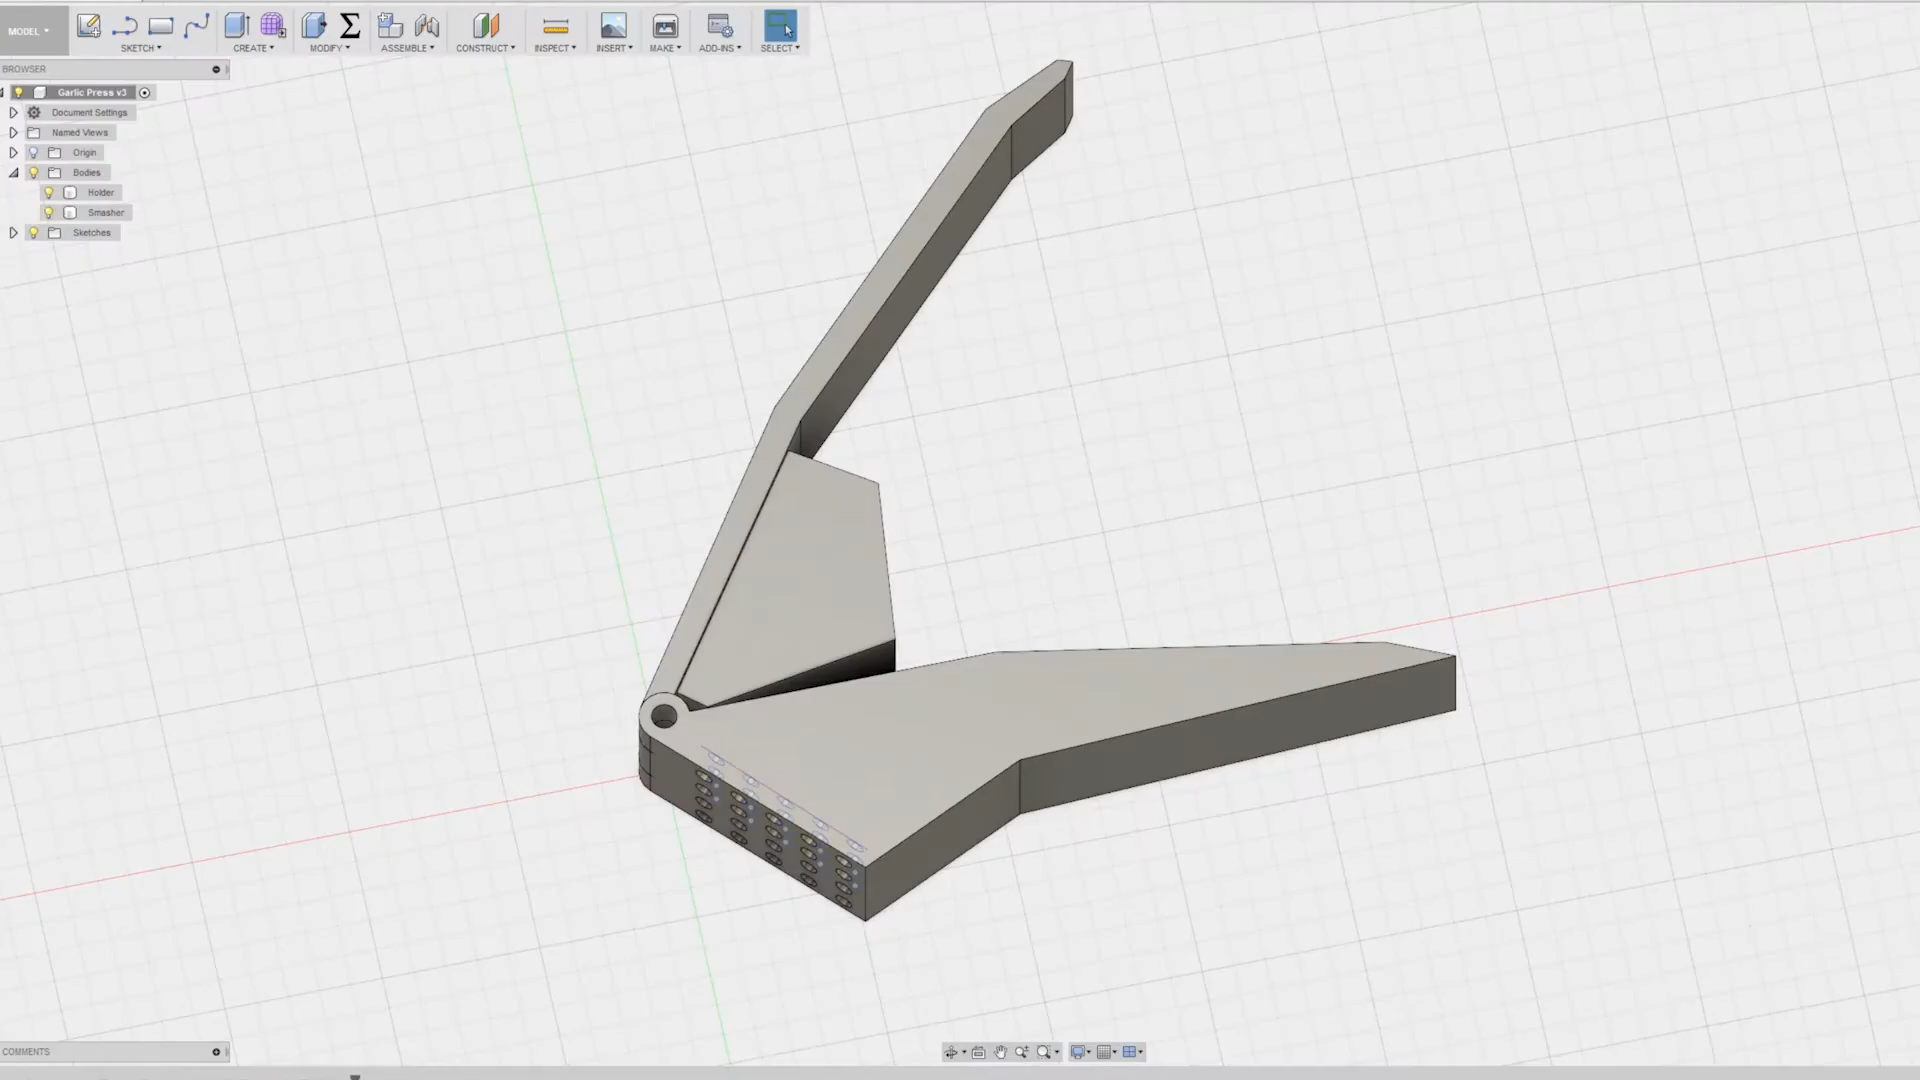 MODEL
SKETCH
CREATE
MODIFY
ASSEMBLE
CONSTRUCT
INSPECT
INSERT
MAKE
ADD-INS
SELECT
BROWSER
Garlic Press v3
Document Settings
Named Views
Origin
Bodies
Holder
Smasher
Sketches
COMMENTS